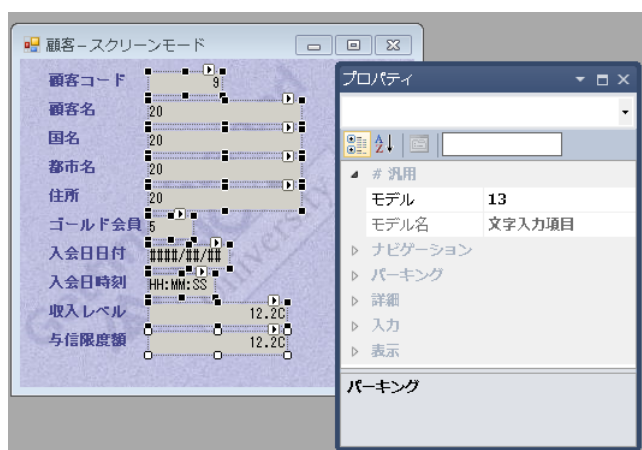 顧客－スクリーンモード
顧客コード 9
顧客名 20
国名 20
都市名 20
住所 20
ゴールド会員 5
入会日日付 ####/##/##
入会日時刻 HH:MM:SS
収入レベル 12.2C
与信限度額 12.2C
プロパティ
# 汎用
モデル 13
モデル名 文字入力項目
ナビゲーション
パーキング
詳細
入力
表示
パーキング